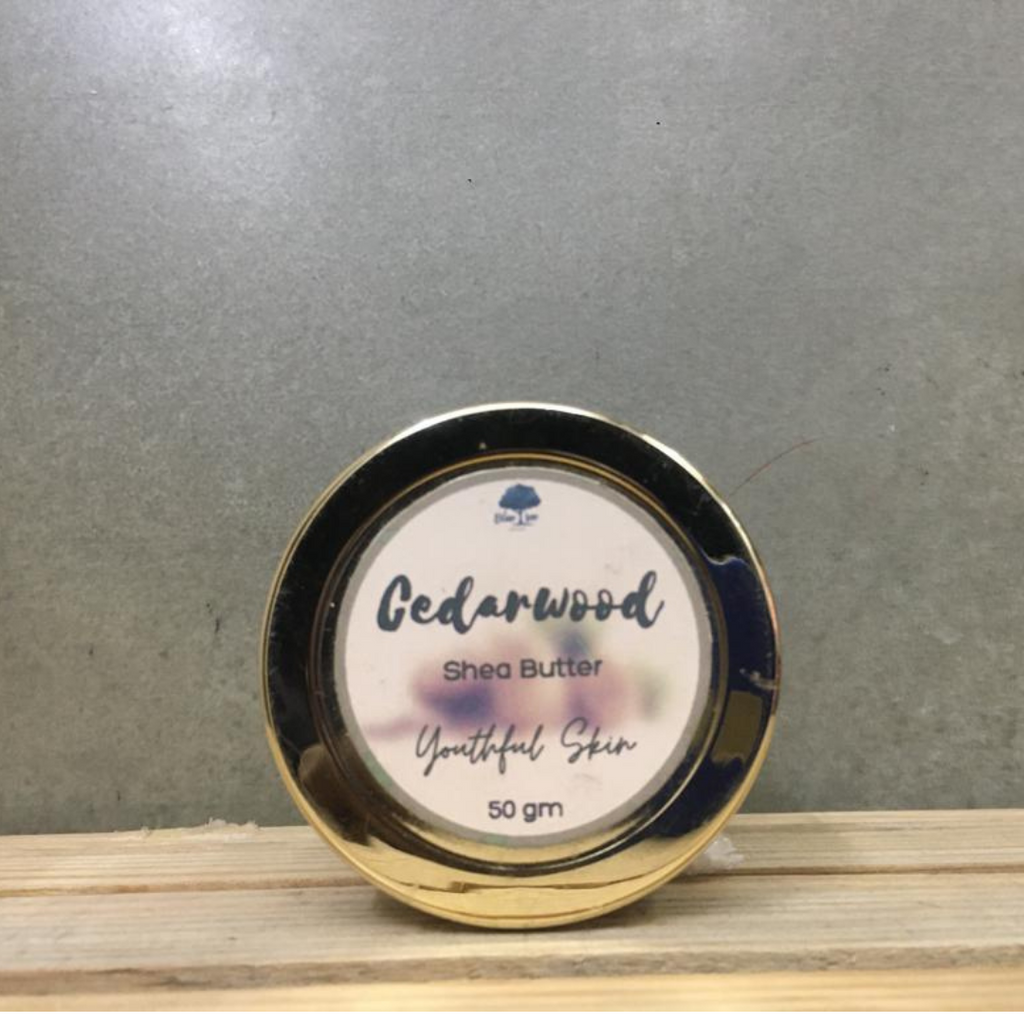 Cedarwood
Shea Butter
Youthful Skin
50 gm